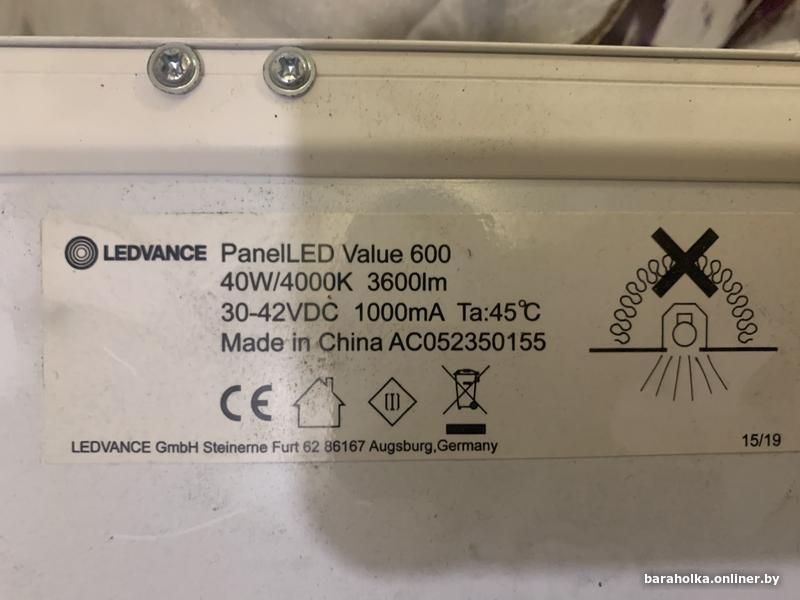 LEDVANCE PanelLED Value 600
40W/4000K 3600lm
30-42VDC 1000mA Ta:45℃
Made in China AC052350155
CE
LEDVANCE GmbH Steinerne Furt 62 86167 Augsburg,Germany
15/19
baraholka.onliner.by